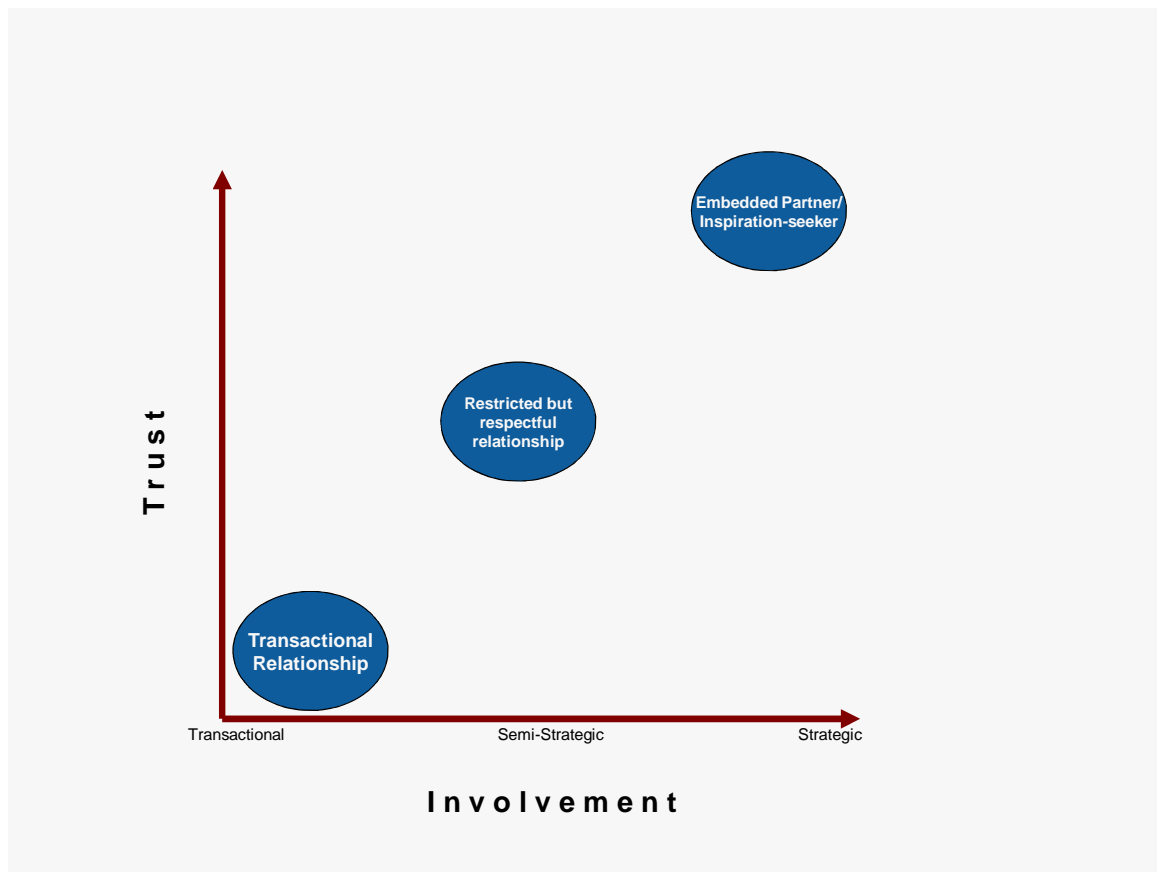 Embedded Partner/
Inspiration-seeker
Restricted but
respectful
relationship
Trust
Transactional
Relationship
Transactional
Semi-Strategic
Strategic
Involvement